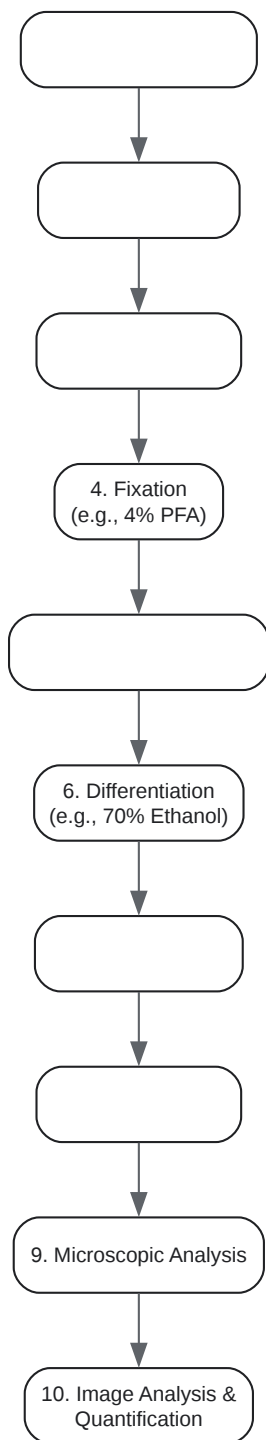 4. Fixation
(e.g., 4% PFA)
6. Differentiation
(e.g., 70% Ethanol)
9. Microscopic Analysis
10. Image Analysis &
Quantification